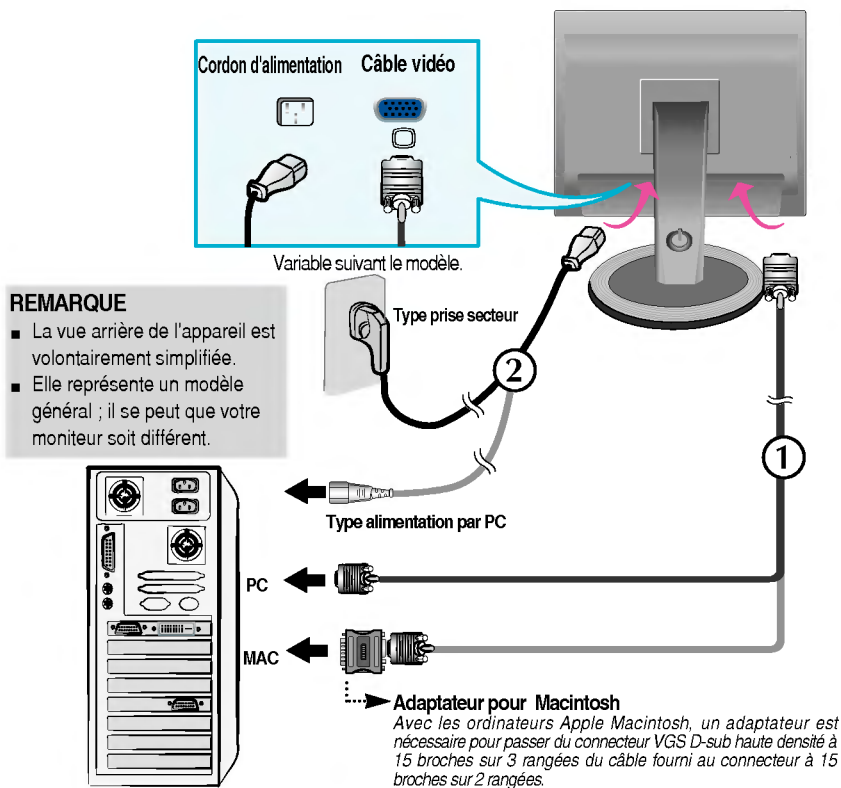 Cordon d'alimentation
Câble vidéo
Variable suivant le modèle.
REMARQUE
■ La vue arrière de l'appareil est
volontairement simplifiée.
■ Elle représente un modèle
général ; il se peut que votre
moniteur soit différent.
Type prise secteur
2
1
Type alimentation par PC
PC
MAC
Adaptateur pour Macintosh
Avec les ordinateurs Apple Macintosh, un adaptateur est
nécessaire pour passer du connecteur VGS D-sub haute densité à
15 broches sur 3 rangées du câble fourni au connecteur à 15
broches sur 2 rangées.